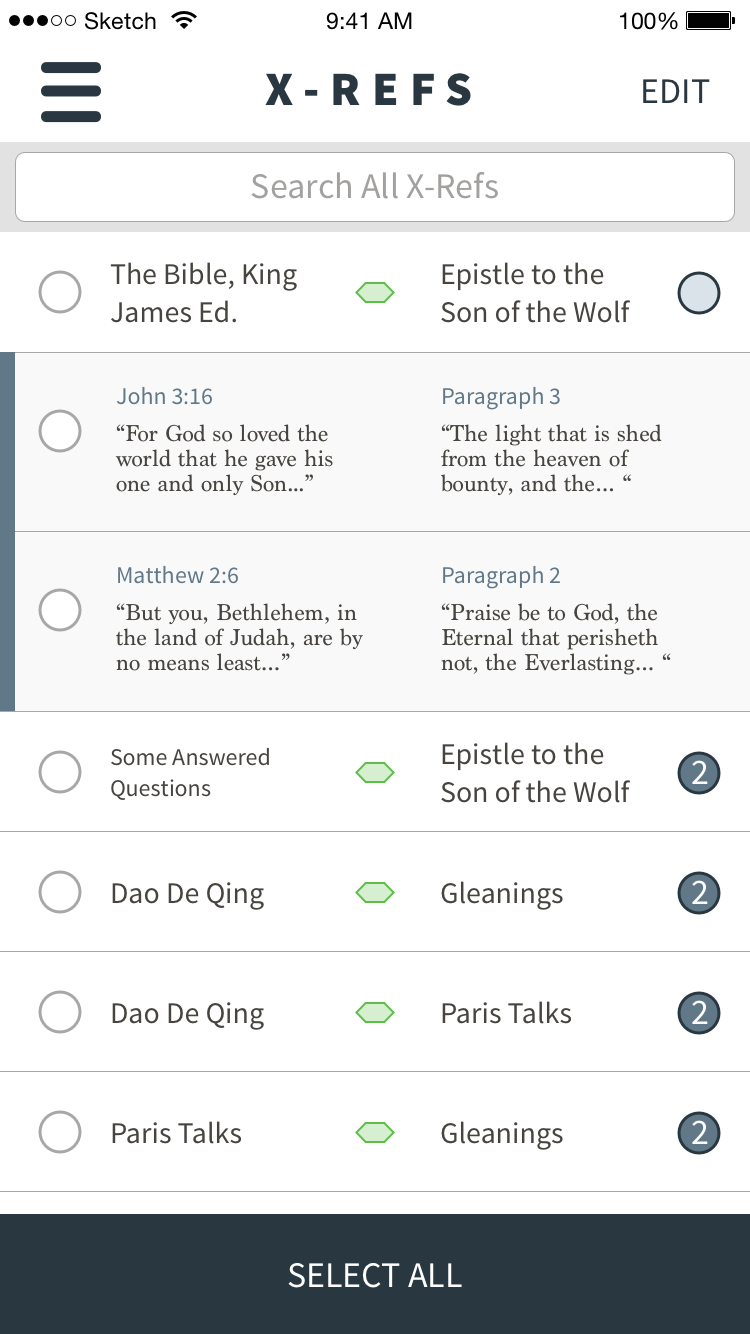 Sketch 9:41 AM 100%
X-REFS EDIT
Search All X-Refs
The Bible, King
James Ed.
Epistle to the
Son of the Wolf
John 3:16
“For God so loved the
world that he gave his
one and only Son...”
Paragraph 3
“The light that is shed
from the heaven of
bounty, and the... “
Matthew 2:6
“But you, Bethlehem, in
the land of Judah, are by
no means least...”
Paragraph 2
“Praise be to God, the
Eternal that perisheth
not, the Everlasting... “
Some Answered
Questions
Epistle to the
Son of the Wolf
2
Dao De Qing Gleanings 2
Dao De Qing Paris Talks 2
Paris Talks Gleanings 2
SELECT ALL